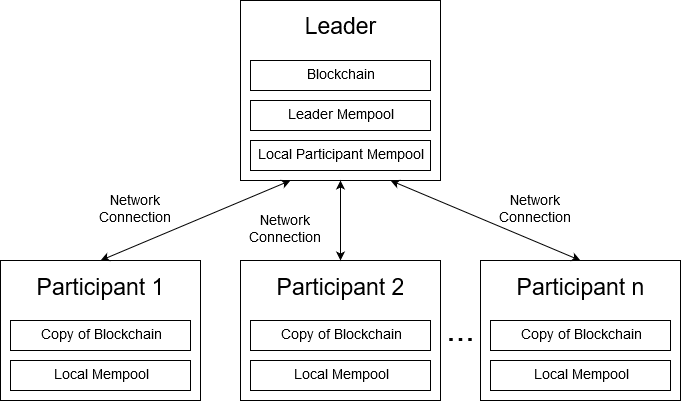 Leader
Blockchain
Leader Mempool
Local Participant Mempool
Network
Connection
Network
Connection
Network
Connection
Participant 1
Copy of Blockchain
Local Mempool
Participant 2
Copy of Blockchain
Local Mempool
...
Participant n
Copy of Blockchain
Local Mempool